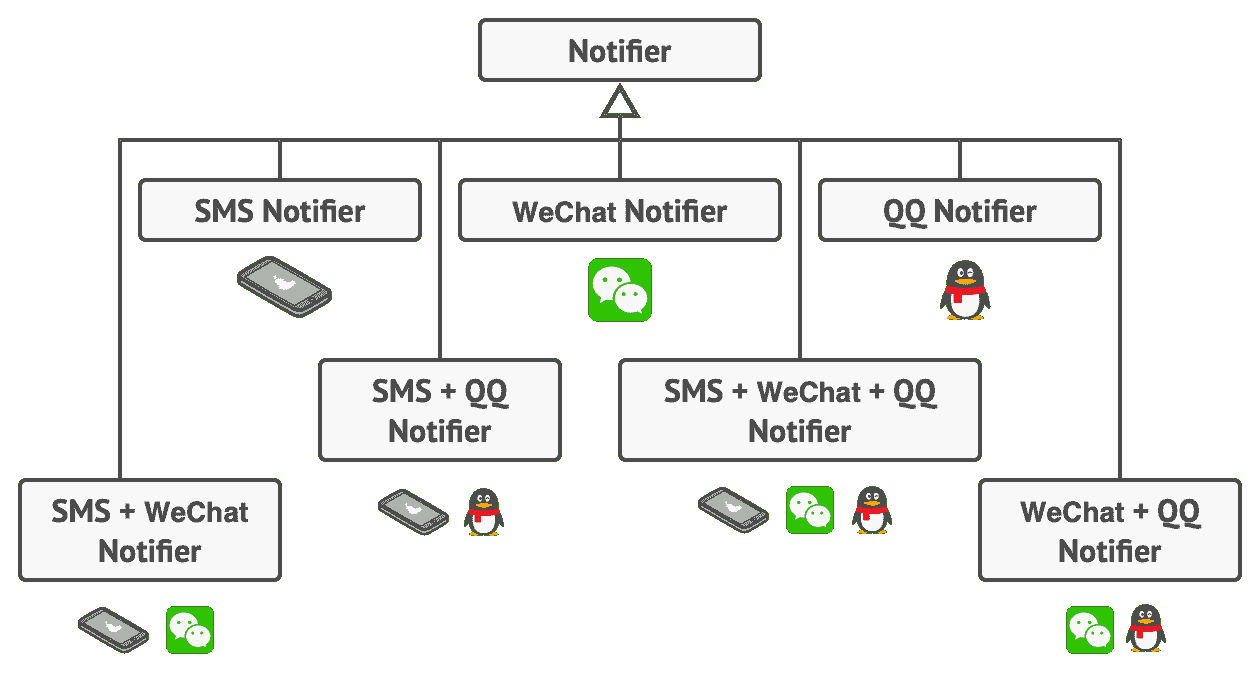 Notifier
SMS Notifier
WeChat Notifier
QQ Notifier
SMS + QQ
Notifier
SMS + WeChat + QQ
Notifier
SMS + WeChat
Notifier
WeChat + QQ
Notifier